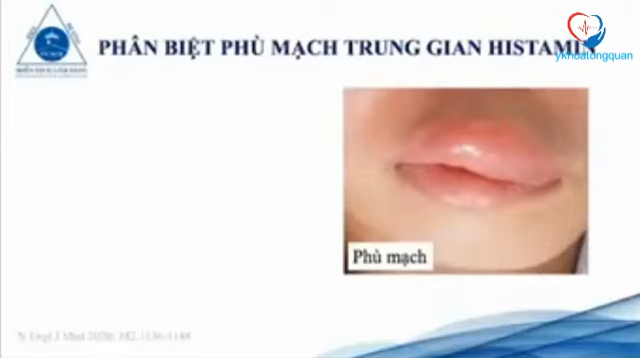 PHÂN BIỆT PHÙ MẠCH TRUNG GIAN HISTAMIN
ykhoatongquan
Phù mạch
N Engl J Med 2020; 382:1136-1148